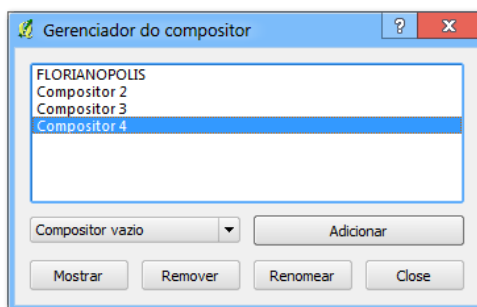 Gerenciador do compositor
FLORIANOPOLIS
Compositor 2
Compositor 3
Compositor 4
Compositor vazio
Adicionar
Mostrar Remover Renomear Close